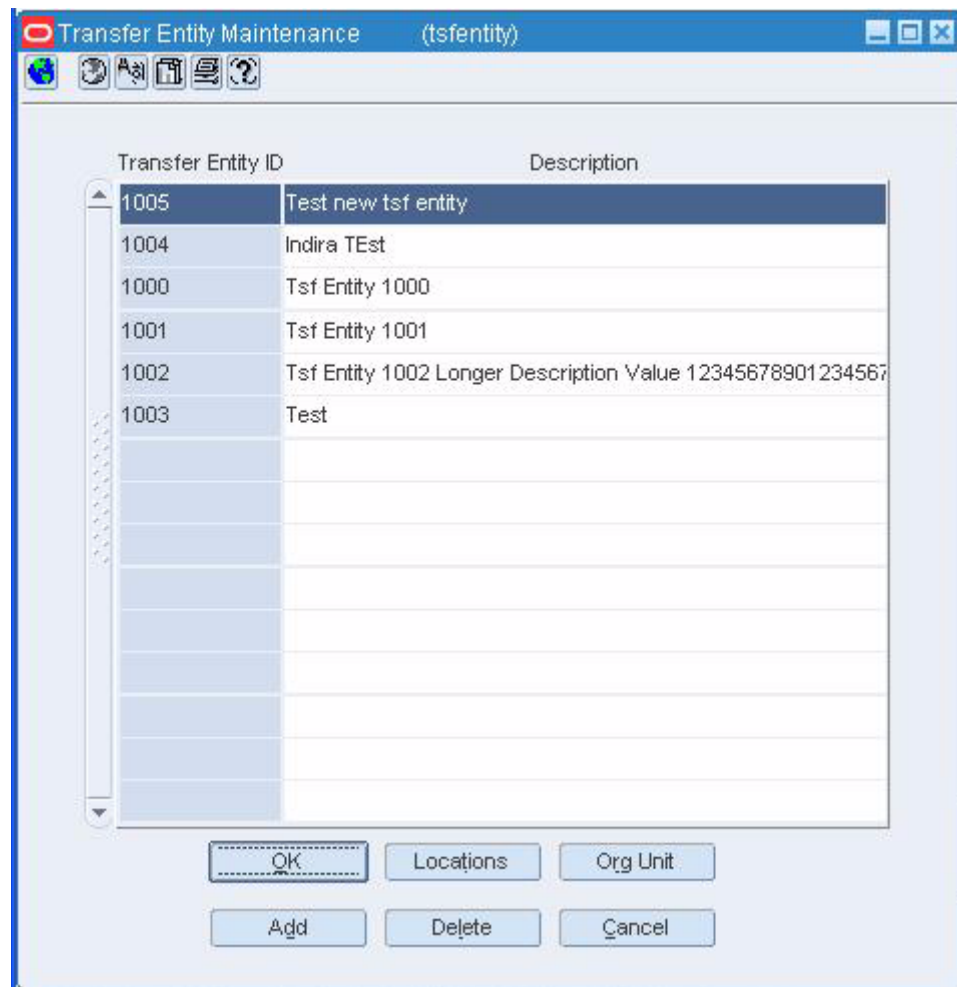 Transfer Entity Maintenance (tsfentity)
Transfer Entity ID Description
1005 Test new tsf entity
1004 Indira TEst
1000 Tsf Entity 1000
1001 Tsf Entity 1001
1002 Tsf Entity 1002 Longer Description Value 12345678901234567
1003 Test
OK Locations Org Unit
Add Delete Cancel